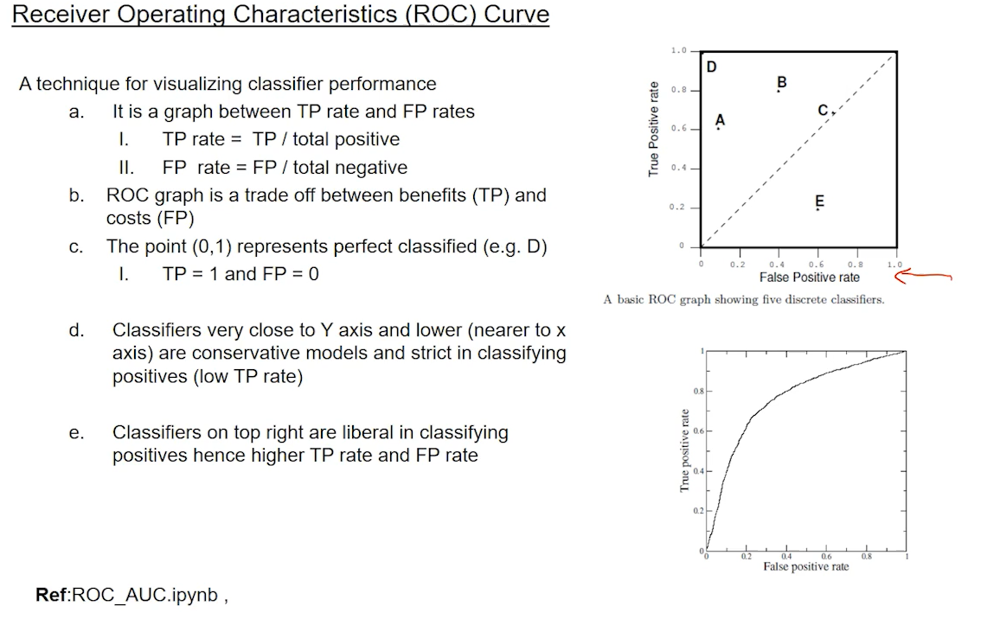 Receiver Operating Characteristics (ROC) Curve
A technique for visualizing classifier performance
a. It is a graph between TP rate and FP rates
I. TP rate = TP / total positive
II. FP rate = FP / total negative
b. ROC graph is a trade off between benefits (TP) and
costs (FP)
c. The point (0,1) represents perfect classified (e.g. D)
I. TP = 1 and FP = 0
d. Classifiers very close to Y axis and lower (nearer to x
axis) are conservative models and strict in classifying
positives (low TP rate)
e. Classifiers on top right are liberal in classifying
positives hence higher TP rate and FP rate
Ref:ROC_AUC.ipynb ,
True Positive rate
1.0
0.8
0.6
0.4
0.2
0
D
B
C
A
E
0 0.2 0.4 0.6 0.8 1.0
False Positive rate
A basic ROC graph showing five discrete classifiers.
True positive rate
1
0.8
0.6
0.4
0.2
0
0 0.2 0.4 0.6 0.8 1
False positive rate